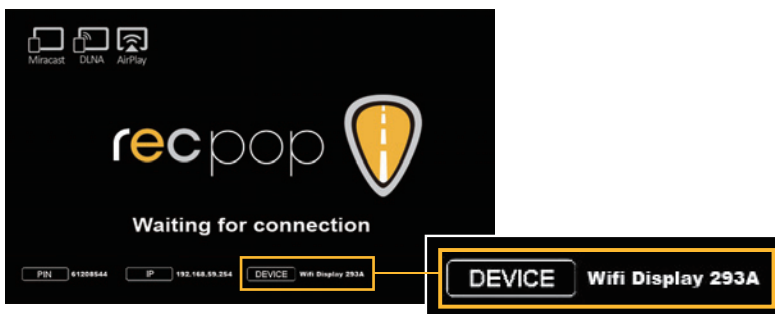 Miracast DLNA AirPlay
recpop
Waiting for connection
PIN 61208544 IP 192.168.59.254 DEVICE Wifi Display 293A
DEVICE Wifi Display 293A